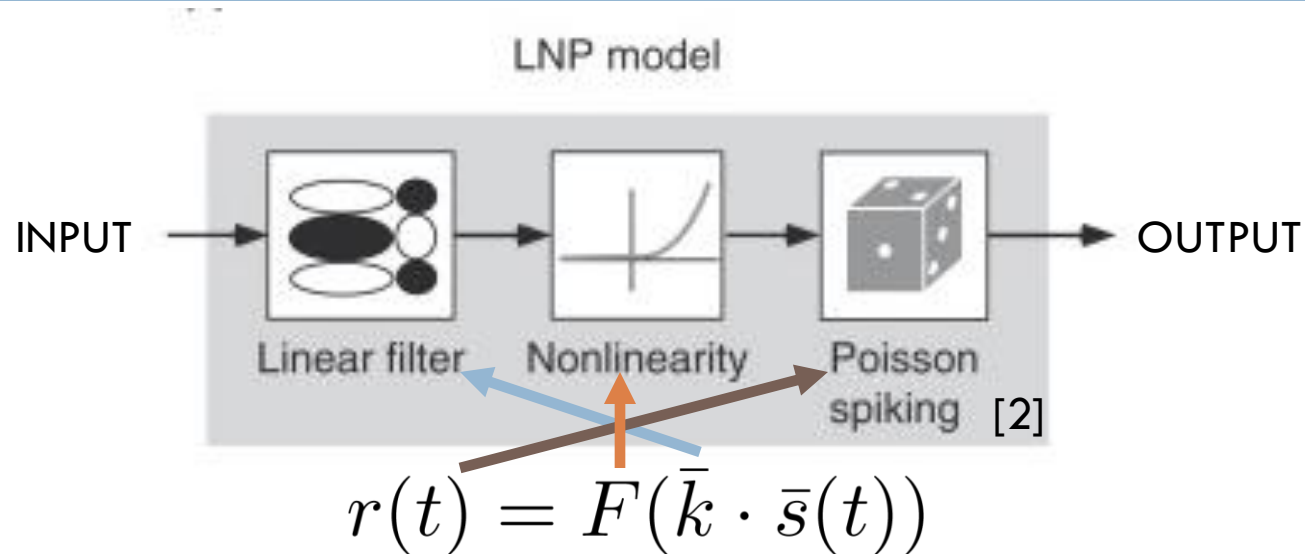 LNP model
INPUT
OUTPUT
Linear filter
Nonlinearity
Poisson
spiking
[2]
r(t) = F(k̄ · s̄(t))